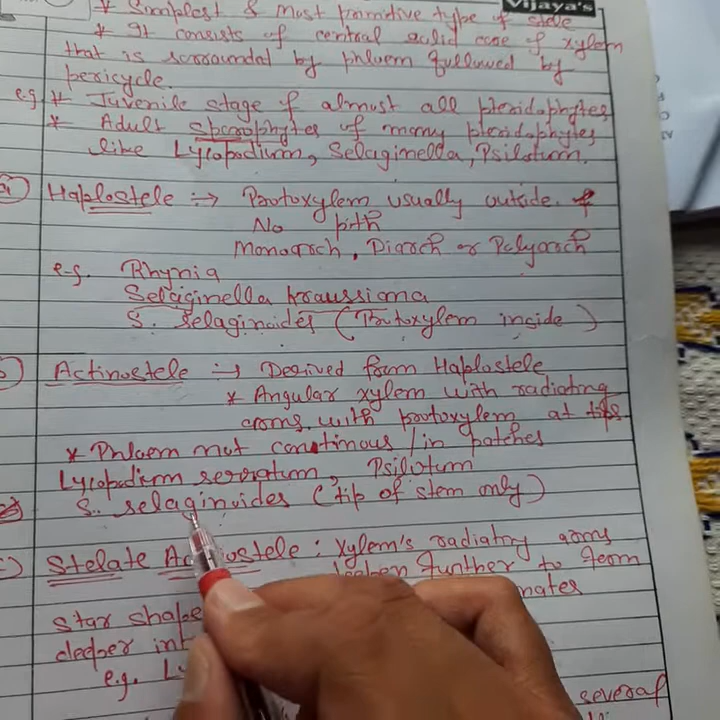 Vijaya's
* Simplest & Most primitive type of stele
* It consists of central solid core of xylem
that is sorrounded by phloem followed by
pericycle.
e.g * Juvenile stage of almost all pteridophytes
* Adult sporophytes of many pteridophytes
like Lycopodium, Selaginella, Psilotum.
a) Haplostele :→ Protoxylem usually outside.
No pith
Monoarch, Diarch or Polyarch
e.g. Rhynia
Selaginella kraussiana
S. selaginoides (Protoxylem inside)
b) Actinostele :→ Derived from Haplostele
* Angular xylem with radiating
arms with protoxylem at tips
* Phloem not continous / in patches
Lycopodium serratum, Psilotum
S. selaginoides (tip of stem only)
c) Stelate : Xylem's radiating arms
further to form
Star shape
deeper
e.g.
several